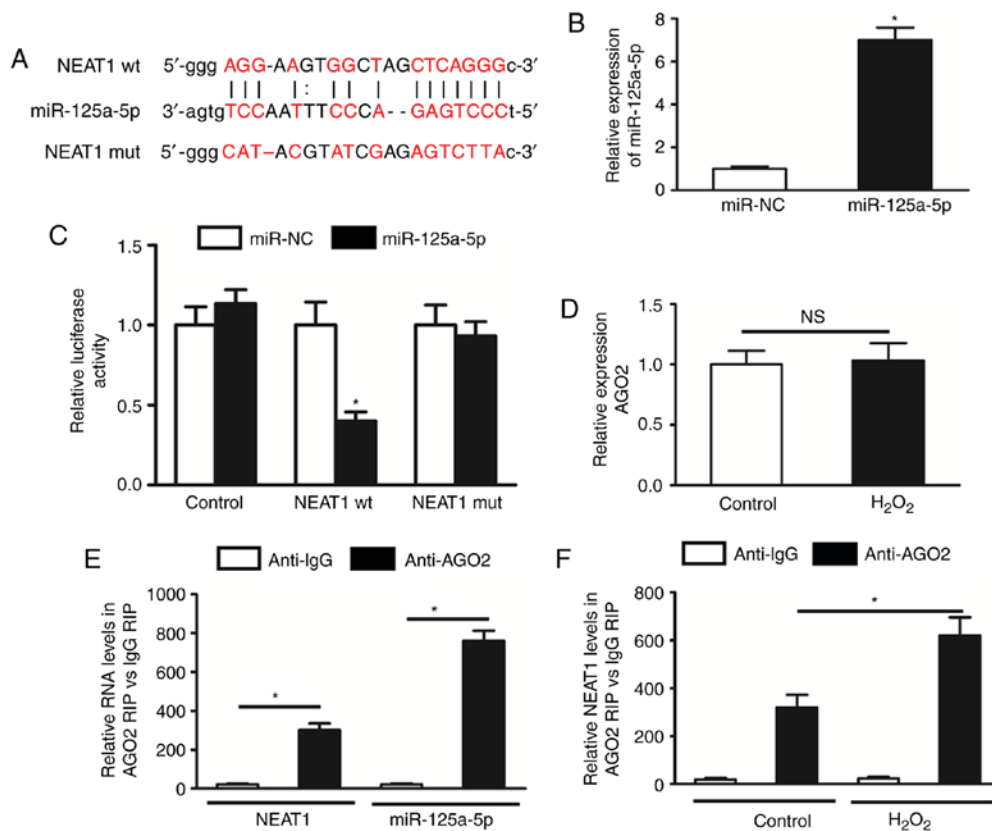 A
NEAT1 wt 5'-ggg AGG-AAGTGGCTAGCTCAGGGc-3'
miR-125a-5p 3'-agtgTCCAATTTCCCA--GAGTCCCt-5'
NEAT1 mut 5'-gggCAT-ACGTATCGAGAGTCTTAc-3'
B
Relative expression
of miR-125a-5p
8
6
4
2
0
*
miR-NC
miR-125a-5p
C
miR-NC
miR-125a-5p
Relative luciferase
activity
1.5
1.0
0.5
0.0
*
Control
NEAT1 wt
NEAT1 mut
D
Relative expression
AGO2
1.5
1.0
0.5
0.0
NS
Control
H₂O₂
E
Anti-IgG
Anti-AGO2
Relative RNA levels in
AGO2 RIP vs IgG RIP
1000
800
600
400
200
0
*
*
NEAT1
miR-125a-5p
F
Anti-IgG
Anti-AGO2
Relative NEAT1 levels in
AGO2 RIP vs IgG RIP
800
600
400
200
0
*
Control
H₂O₂